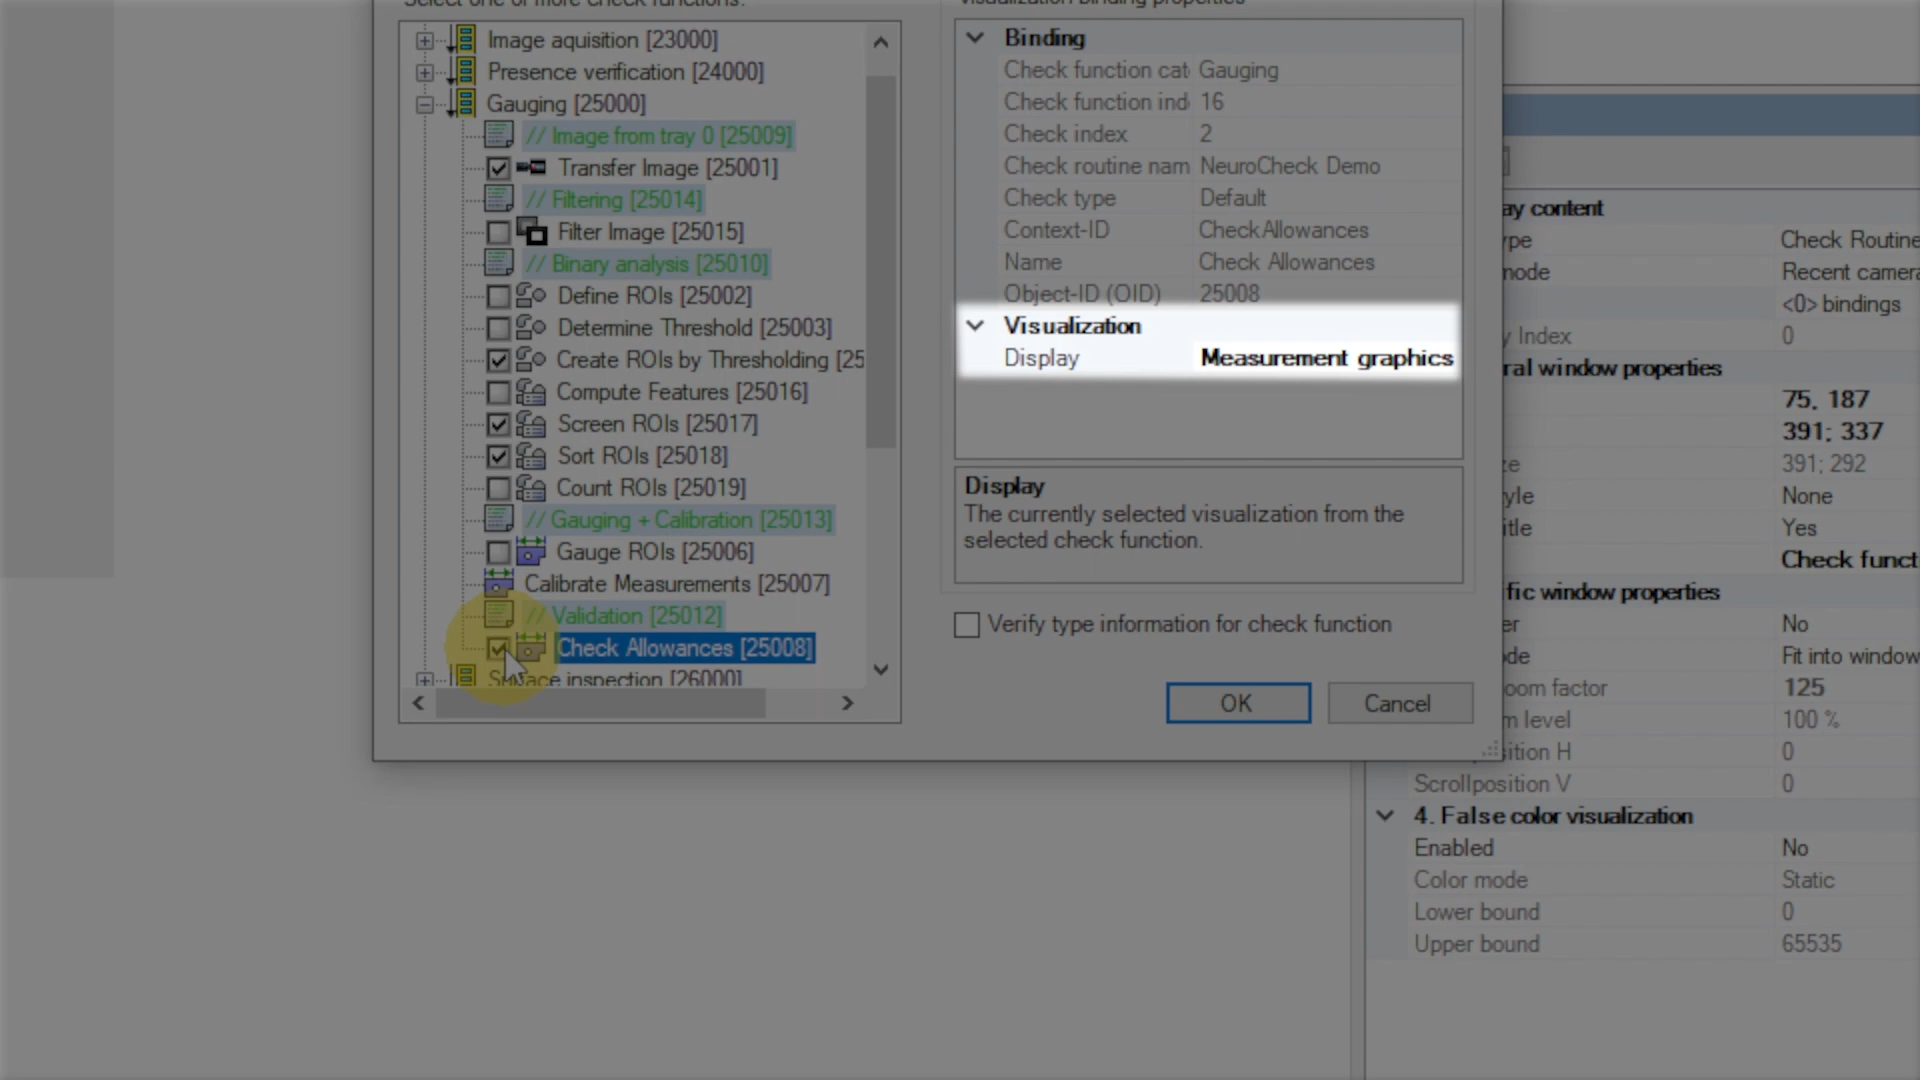 Select one or more check functions:
Image aquisition [23000]
Presence verification [24000]
Gauging [25000]
// Image from tray 0 [25009]
Transfer Image [25001]
// Filtering [25014]
Filter Image [25015]
// Binary analysis [25010]
Define ROIs [25002]
Determine Threshold [25003]
Create ROIs by Thresholding [25
Compute Features [25016]
Screen ROIs [25017]
Sort ROIs [25018]
Count ROIs [25019]
// Gauging + Calibration [25013]
Gauge ROIs [25006]
Calibrate Measurements [25007]
// Validation [25012]
Check Allowances [25008]
Surface inspection [26000]
Visualization binding properties
Binding
Check function cat Gauging
Check function ind 16
Check index 2
Check routine nam NeuroCheck Demo
Check type Default
Context-ID CheckAllowances
Name Check Allowances
Object-ID (OID) 25008
Visualization
Display Measurement graphics
Display
The currently selected visualization from the
selected check function.
Verify type information for check function
OK Cancel
ay content
ype Check Routine
mode Recent camera
<0> bindings
y Index 0
ral window properties
75, 187
391; 337
ze 391; 292
yle None
itle Yes
Check funct
fic window properties
er No
ode Fit into window
oom factor 125
m level 100 %
sition H 0
Scrollposition V 0
4. False color visualization
Enabled No
Color mode Static
Lower bound 0
Upper bound 65535